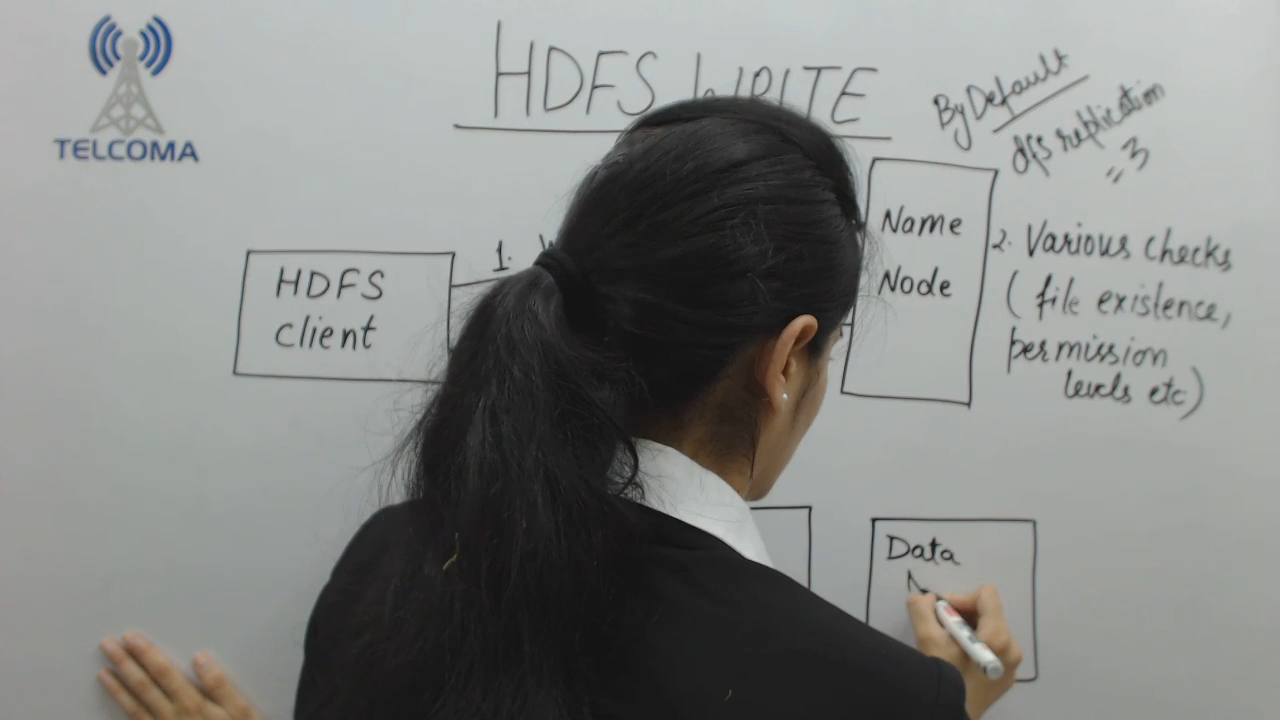 TELCOMA
HDFS WRITE
By Default
dfs replication
= 3
HDFS
Client
1.
Name
Node
2. Various checks
( file existence,
permission
levels etc)
Data